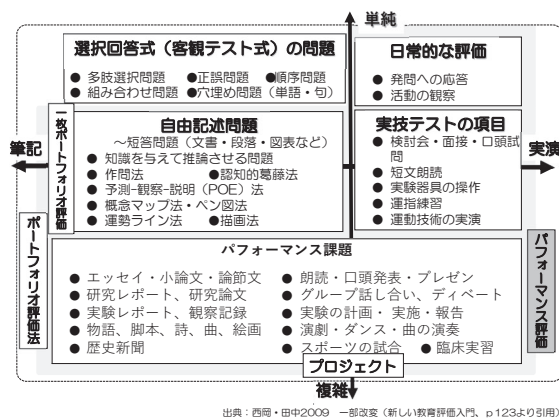 単純
選択回答式（客観テスト式）の問題
● 多肢選択問題 ●正誤問題 ●順序問題
● 組み合わせ問題 ●穴埋め問題（単語・句）
日常的な評価
● 発問への応答
● 活動の観察
一枚ポートフォリオ評価
自由記述問題
～短答問題（文書・段落・図表など）
● 知識を与えて推論させる問題
● 作問法 ●認知的葛藤法
● 予測-観察-説明（POE）法
● 概念マップ法・ベン図法
● 運勢ライン法 ●描画法
実技テストの項目
● 検討会・面接・口頭試
問
● 短文朗読
● 実験器具の操作
● 運指練習
● 運動技術の実演
筆記
実演
ポートフォリオ評価法
パフォーマンス評価
パフォーマンス課題
● エッセイ・小論文・論節文
● 研究レポート、研究論文
● 実験レポート、観察記録
● 物語、脚本、詩、曲、絵画
● 歴史新聞
● 朗読・口頭発表・プレゼン
● グループ話し合い、ディベート
● 実験の計画・実施・報告
● 演劇・ダンス・曲の演奏
● スポーツの試合 ● 臨床実習
プロジェクト
複雑
出典：西岡・田中2009 一部改変（新しい教育評価入門、p123より引用）